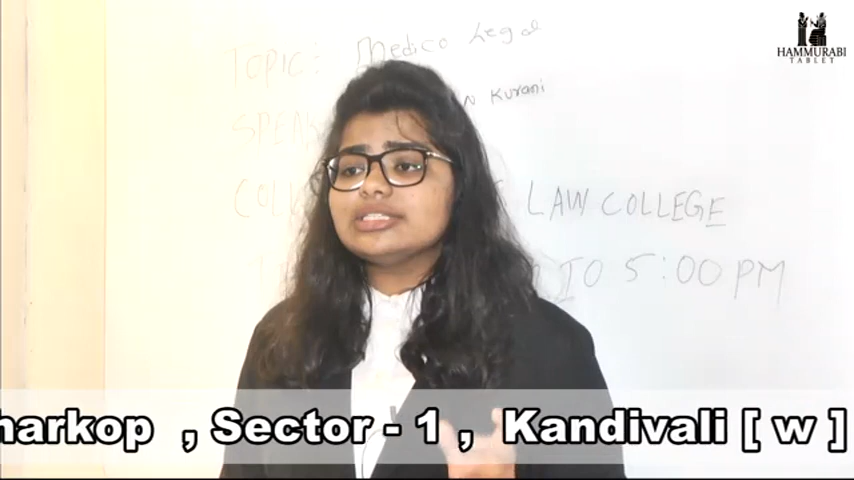 HAMMURABI
TABLET
TOPIC: Medico Legal
Kurani
LAW COLLEGE
TO 5:00 PM
harkop , Sector - 1 , Kandivali [ w ]